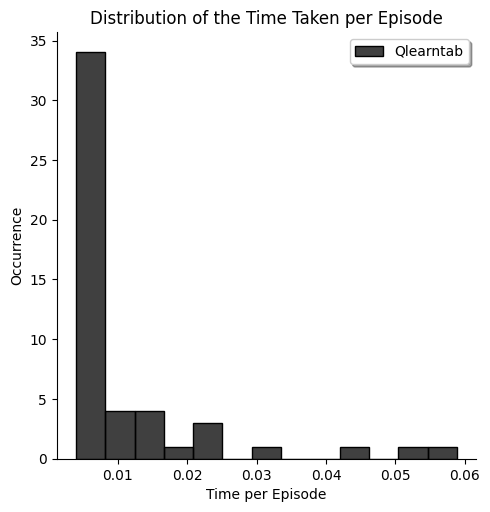 Distribution of the Time Taken per Episode
Qlearntab
35
30
25
20
15
10
5
0
Occurrence
0.01 0.02 0.03 0.04 0.05 0.06
Time per Episode